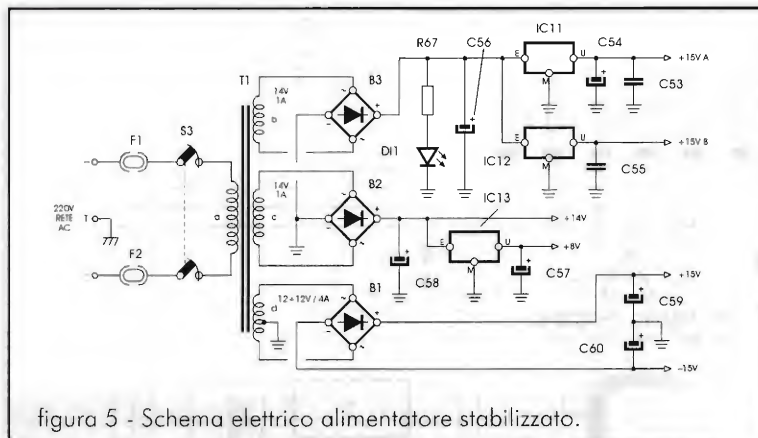 IC11
R67
C56
C54
E
U
+15V A
T1
B3
M
C53
14V
1A
b
F1
S3
DI1
E
U
+15V B
IC12
M
C55
14V
1A
B2
IC13
220V
RETE
AC
T
a
c
+14V
E
U
+8V
F2
M
C58
C57
12+12V/4A
B1
+15V
d
C59
C60
-15V
figura 5 - Schema elettrico alimentatore stabilizzato.